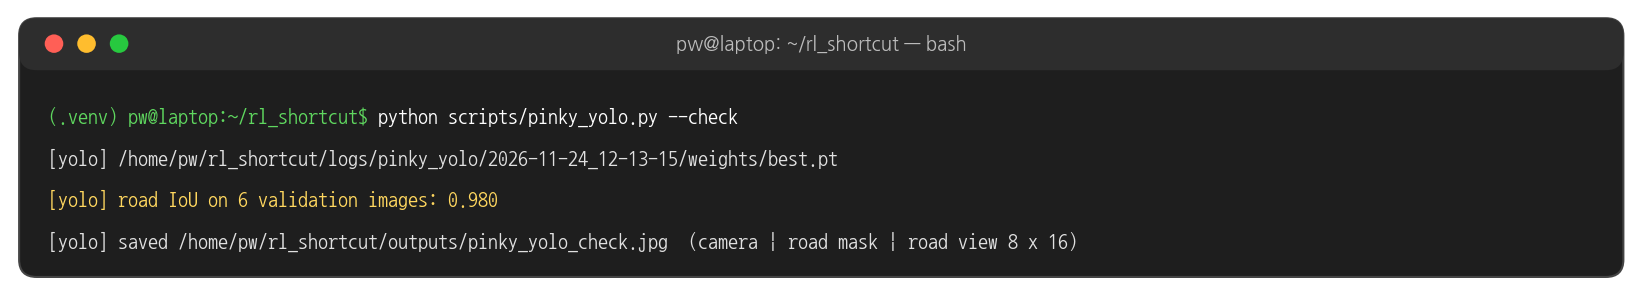 pw@laptop: ~/rl_shortcut — bash
(.venv) pw@laptop:~/rl_shortcut$ python scripts/pinky_yolo.py --check
[yolo] /home/pw/rl_shortcut/logs/pinky_yolo/2026-11-24_12-13-15/weights/best.pt
[yolo] road IoU on 6 validation images: 0.980
[yolo] saved /home/pw/rl_shortcut/outputs/pinky_yolo_check.jpg  (camera | road mask | road view 8 x 16)